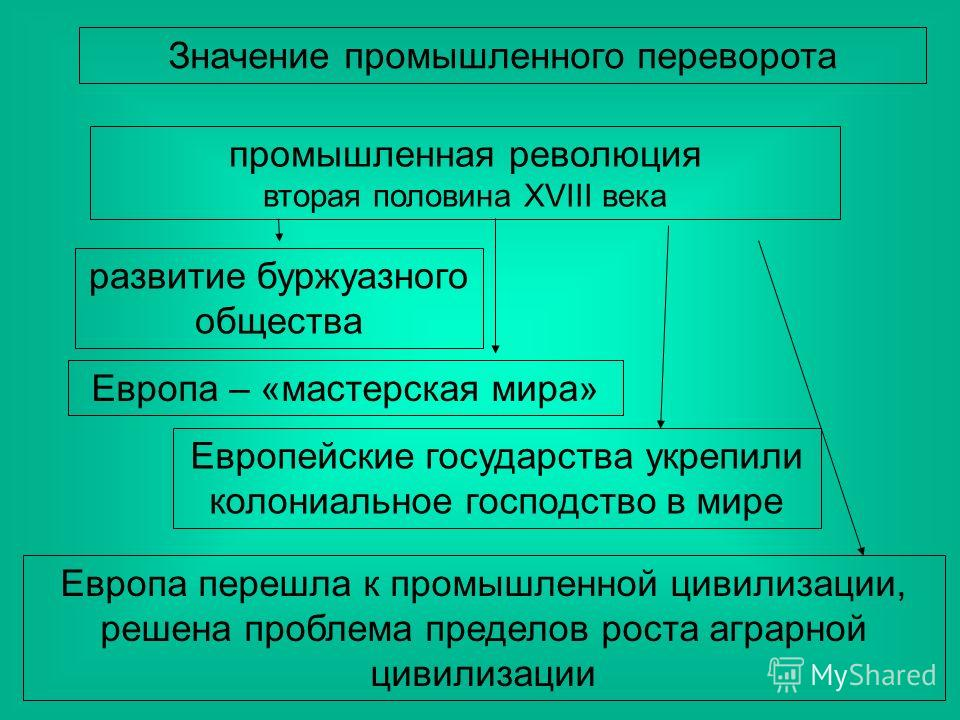 Значение промышленного переворота
промышленная революция
вторая половина XVIII века
развитие буржуазного
общества
Европа – «мастерская мира»
Европейские государства укрепили
колониальное господство в мире
Европа перешла к промышленной цивилизации,
решена проблема пределов роста аграрной
цивилизации
MyShared